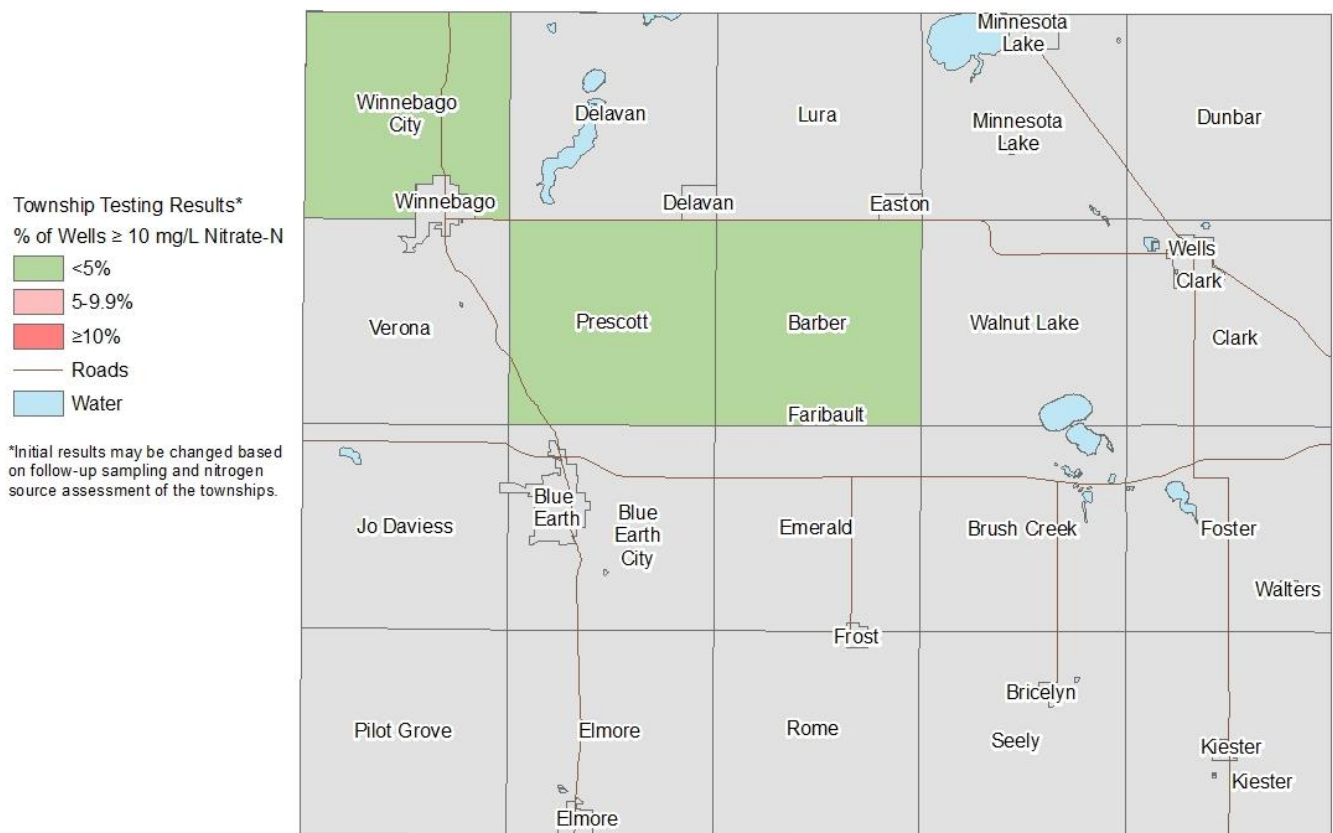 Township Testing Results*
% of Wells ≥ 10 mg/L Nitrate-N
<5%
5-9.9%
≥10%
Roads
Water
*Initial results may be changed based
on follow-up sampling and nitrogen
source assessment of the townships.
Minnesota
Lake
Winnebago
City
Delavan
Lura
Minnesota
Lake
Dunbar
Winnebago
Delavan
Easton
Wells
Clark
Verona
Prescott
Barber
Walnut Lake
Clark
Faribault
Blue
Earth
Jo Daviess
Blue
Earth
City
Emerald
Brush Creek
Foster
Walters
Frost
Bricelyn
Pilot Grove
Elmore
Rome
Seely
Kiester
Kiester
Elmore